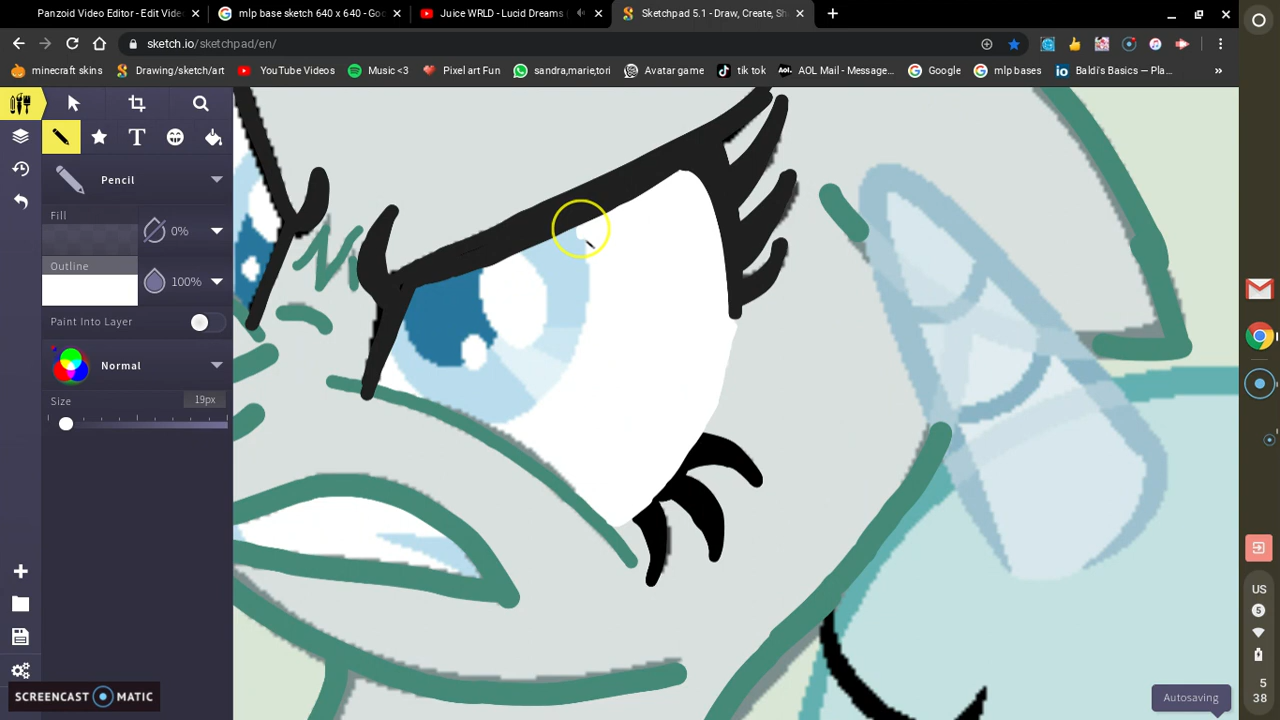 Panzoid Video Editor - Edit Vide
mlp base sketch 640 x 640 - Goo
Juice WRLD - Lucid Dreams
Sketchpad 5.1 - Draw, Create, Sh
sketch.io/sketchpad/en/
minecraft skins
Drawing/sketch/art
YouTube Videos
Music <3
Pixel art Fun
sandra,marie,tori
Avatar game
tik tok
AOL Mail - Message...
Google
mlp bases
Baldi's Basics — Pla...
»
Pencil
Fill
0%
Outline
100%
Paint Into Layer
Normal
Size
19px
SCREENCAST MATIC
Autosaving
US
5
5
38